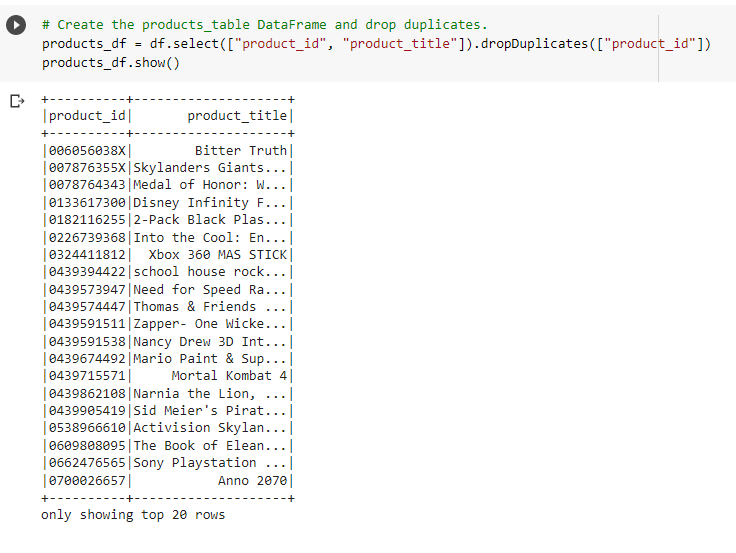 # Create the products_table DataFrame and drop duplicates.
products_df = df.select(["product_id", "product_title"]).dropDuplicates(["product_id"])
products_df.show()
+----------+--------------------+
|product_id|       product_title|
+----------+--------------------+
|006056038X|        Bitter Truth|
|007876355X|Skylanders Giants...|
|0078764343|Medal of Honor: W...|
|0133617300|Disney Infinity F...|
|0182116255|2-Pack Black Plas...|
|0226739368|Into the Cool: En...|
|0324411812|  Xbox 360 MAS STICK|
|0439394422|school house rock...|
|0439573947|Need for Speed Ra...|
|0439574447|Thomas & Friends ...|
|0439591511|Zapper- One Wicke...|
|0439591538|Nancy Drew 3D Int...|
|0439674492|Mario Paint & Sup...|
|0439715571|     Mortal Kombat 4|
|0439862108|Narnia the Lion, ...|
|0439905419|Sid Meier's Pirat...|
|0538966610|Activision Skylan...|
|0609808095|The Book of Elean...|
|0662476565|Sony Playstation ...|
|0700026657|           Anno 2070|
+----------+--------------------+
only showing top 20 rows